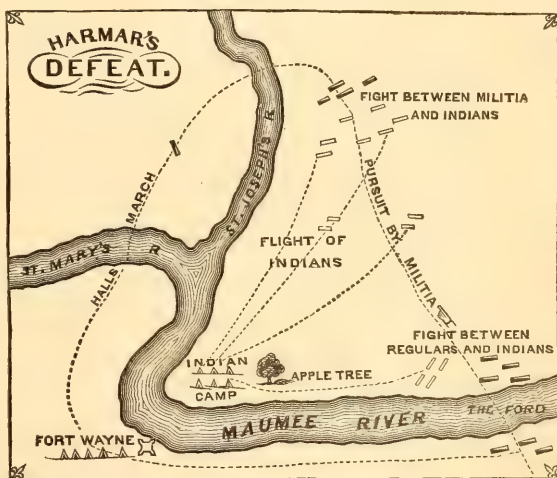 HARMAR'S
DEFEAT.
FIGHT BETWEEN MILITIA
AND INDIANS
HALLS MARCH
ST. JOSEPH'S R
PURSUIT BY MILITIA
ST. MARY'S R
FLIGHT OF
INDIANS
FIGHT BETWEEN
REGULARS AND INDIANS
INDIAN
CAMP
APPLE TREE
MAUMEE RIVER
THE FORD
FORT WAYNE